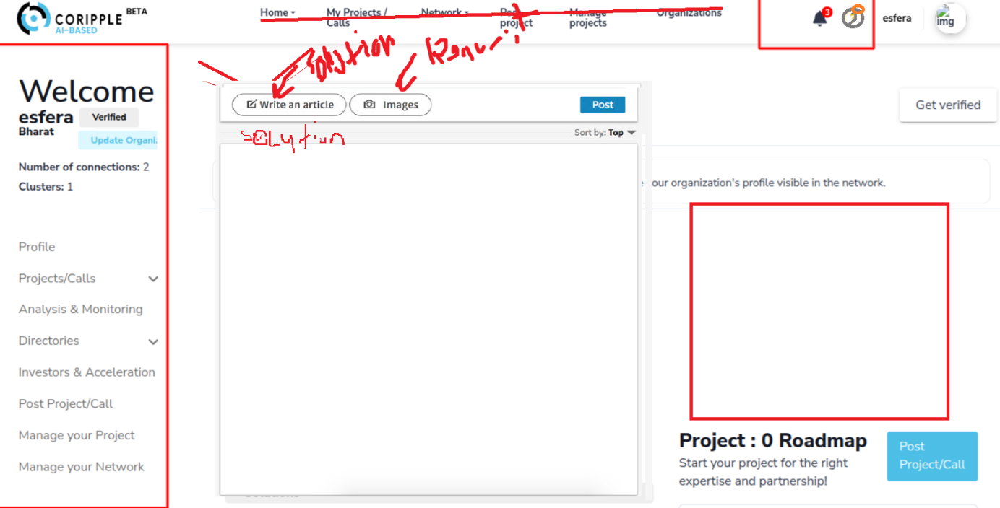 CORIPPLE BETA
AI-BASED
Home
My Projects / Calls
Network
Post project
Manage projects
Organizations
3
esfera
img
Welcome
esfera Verified
Bharat
Update Organi
Number of connections: 2
Clusters: 1
Profile
Projects/Calls
Analysis & Monitoring
Directories
Investors & Acceleration
Post Project/Call
Manage your Project
Manage your Network
Write an article
Images
Post
solution
Sort by: Top
Get verified
our organization's profile visible in the network.
Project : 0 Roadmap
Start your project for the right
expertise and partnership!
Post
Project/Call